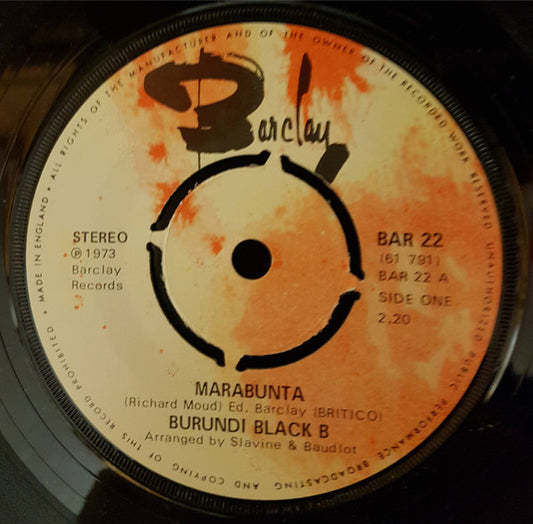 Barclay
STEREO
℗ 1973
Barclay
Records
BAR 22
(61 791)
BAR 22 A
SIDE ONE
2.20
MARABUNTA
(Richard Moud) Ed. Barclay (BRITICO)
BURUNDI BLACK B
Arranged by Slavine & Baudlot
MADE IN ENGLAND • ALL RIGHTS OF THE MANUFACTURER AND OF THE OWNER OF THE RECORDED WORK RESERVED UNAUTHORIZED PUBLIC PERFORMANCE BROADCASTING AND COPYING OF THIS RECORD PROHIBITED •